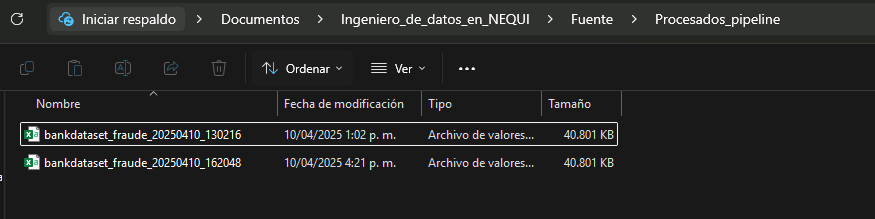 Iniciar respaldo > Documentos > Ingeniero_de_datos_en_NEQUI > Fuente > Procesados_pipeline
Ordenar Ver
Nombre Fecha de modificación Tipo Tamaño
bankdataset_fraude_20250410_130216 10/04/2025 1:02 p. m. Archivo de valores... 40.801 KB
bankdataset_fraude_20250410_162048 10/04/2025 4:21 p. m. Archivo de valores... 40.801 KB